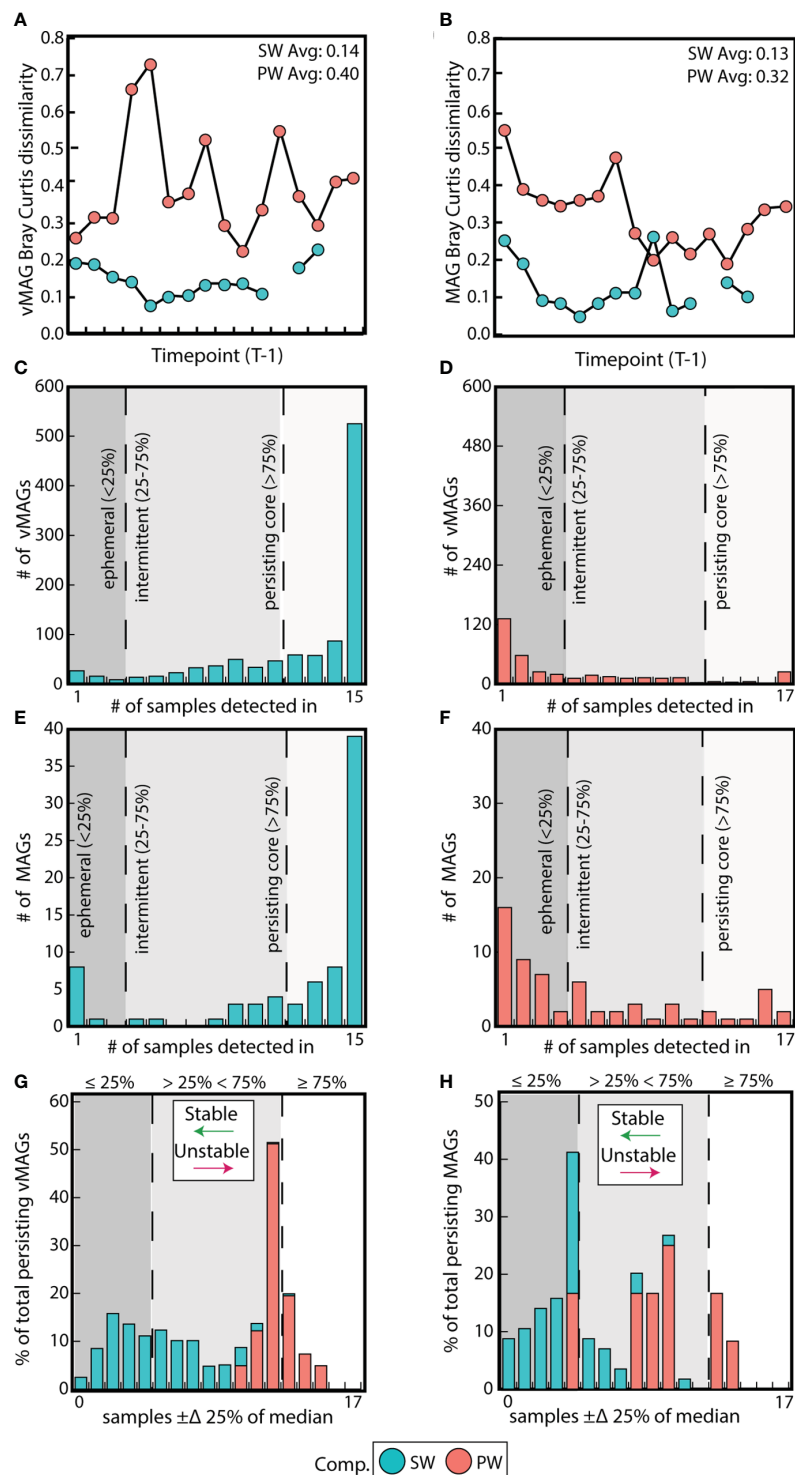 A
0.8
0.7
0.6
0.5
0.4
0.3
0.2
0.1
0.0
vMAG Bray Curtis dissimilarity
SW Avg: 0.14
PW Avg: 0.40
Timepoint (T-1)
B
0.8
0.7
0.6
0.5
0.4
0.3
0.2
0.1
0.0
MAG Bray Curtis dissimilarity
SW Avg: 0.13
PW Avg: 0.32
Timepoint (T-1)
C
600
500
400
300
200
100
0
# of vMAGs
ephemeral (<25%)
intermittent (25-75%)
persisting core (>75%)
1
15
# of samples detected in
D
600
480
360
240
120
0
# of vMAGs
ephemeral (<25%)
intermittent (25-75%)
persisting core (>75%)
1
17
# of samples detected in
E
40
35
30
25
20
15
10
5
0
# of MAGs
ephemeral (<25%)
intermittent (25-75%)
persisting core (>75%)
1
15
# of samples detected in
F
40
30
20
10
0
# of MAGs
ephemeral (<25%)
intermittent (25-75%)
persisting core (>75%)
1
17
# of samples detected in
G
≤ 25%
> 25% < 75%
≥ 75%
60
50
40
30
20
10
0
% of total persisting vMAGs
Stable
Unstable
0
17
samples ±Δ 25% of median
H
≤ 25%
> 25% < 75%
≥ 75%
50
40
30
20
10
0
% of total persisting MAGs
Stable
Unstable
0
17
samples ±Δ 25% of median
Comp.
SW
PW